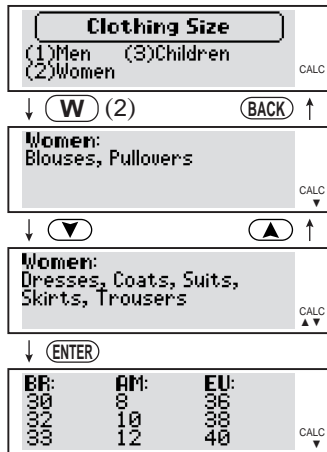 Clothing Size
(1)Men (3)Children
(2)Women
CALC
↓ W (2) BACK ↑
Women:
Blouses, Pullovers
CALC
▼
↓ ▼ ▲ ↑
Women:
Dresses, Coats, Suits,
Skirts, Trousers
CALC
▲▼
↓ ENTER
BR: AM: EU:
30 8 36
32 10 38
33 12 40
CALC
▼